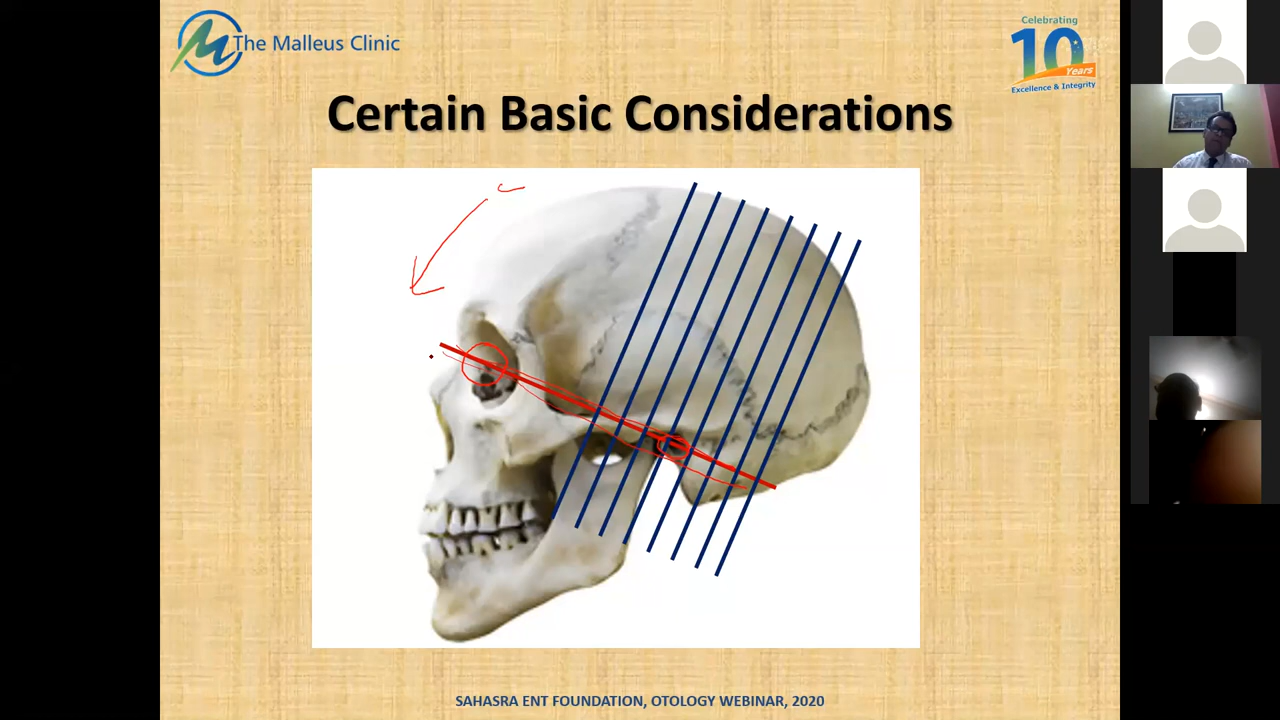 The Malleus Clinic
Celebrating
10
Years
Excellence & Integrity
Certain Basic Considerations
SAHASRA ENT FOUNDATION, OTOLOGY WEBINAR, 2020